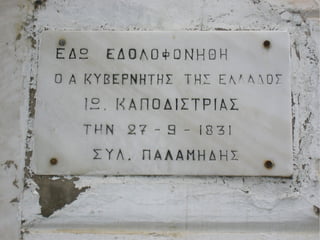 ΕΔΩ ΕΔΟΛΟΦΟΝΗΘΗ
Ο Α ΚΥΒΕΡΝΗΤΗΣ ΤΗΣ ΕΛΛΑΔΟΣ
ΙΩ. ΚΑΠΟΔΙΣΤΡΙΑΣ
ΤΗΝ 27-9-1831
ΣΥΛ. ΠΑΛΑΜΗΔΗΣ